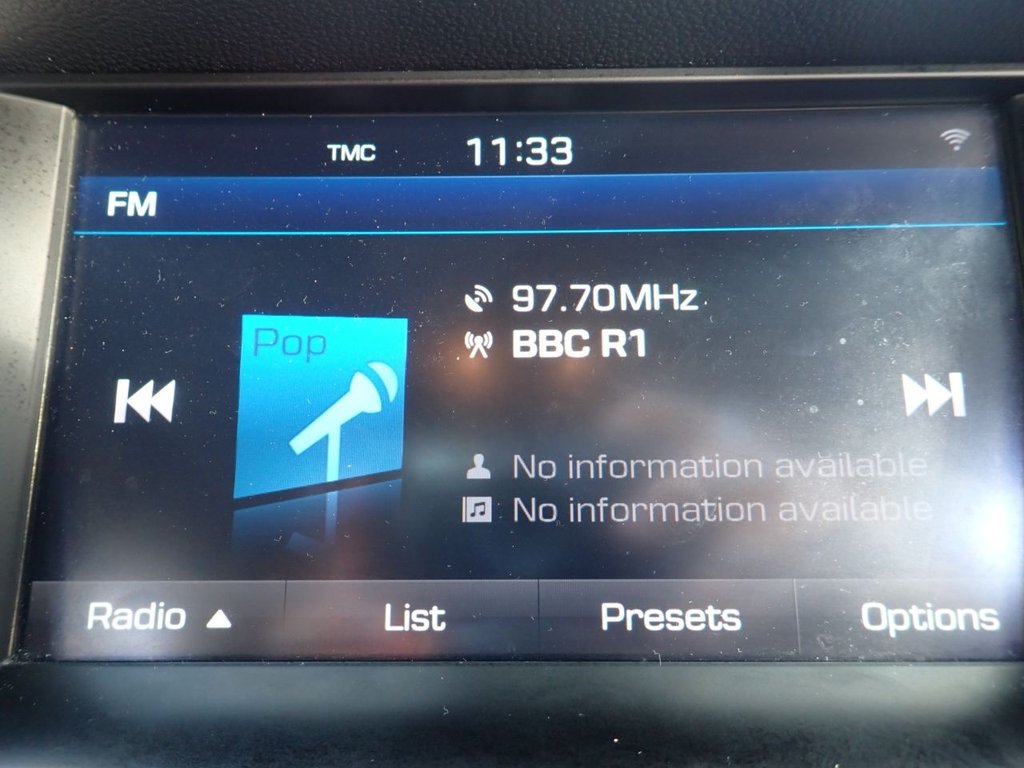 TMC 11:33
FM
97.70MHz
Pop
BBC R1
No information available
No information available
Radio List Presets Options